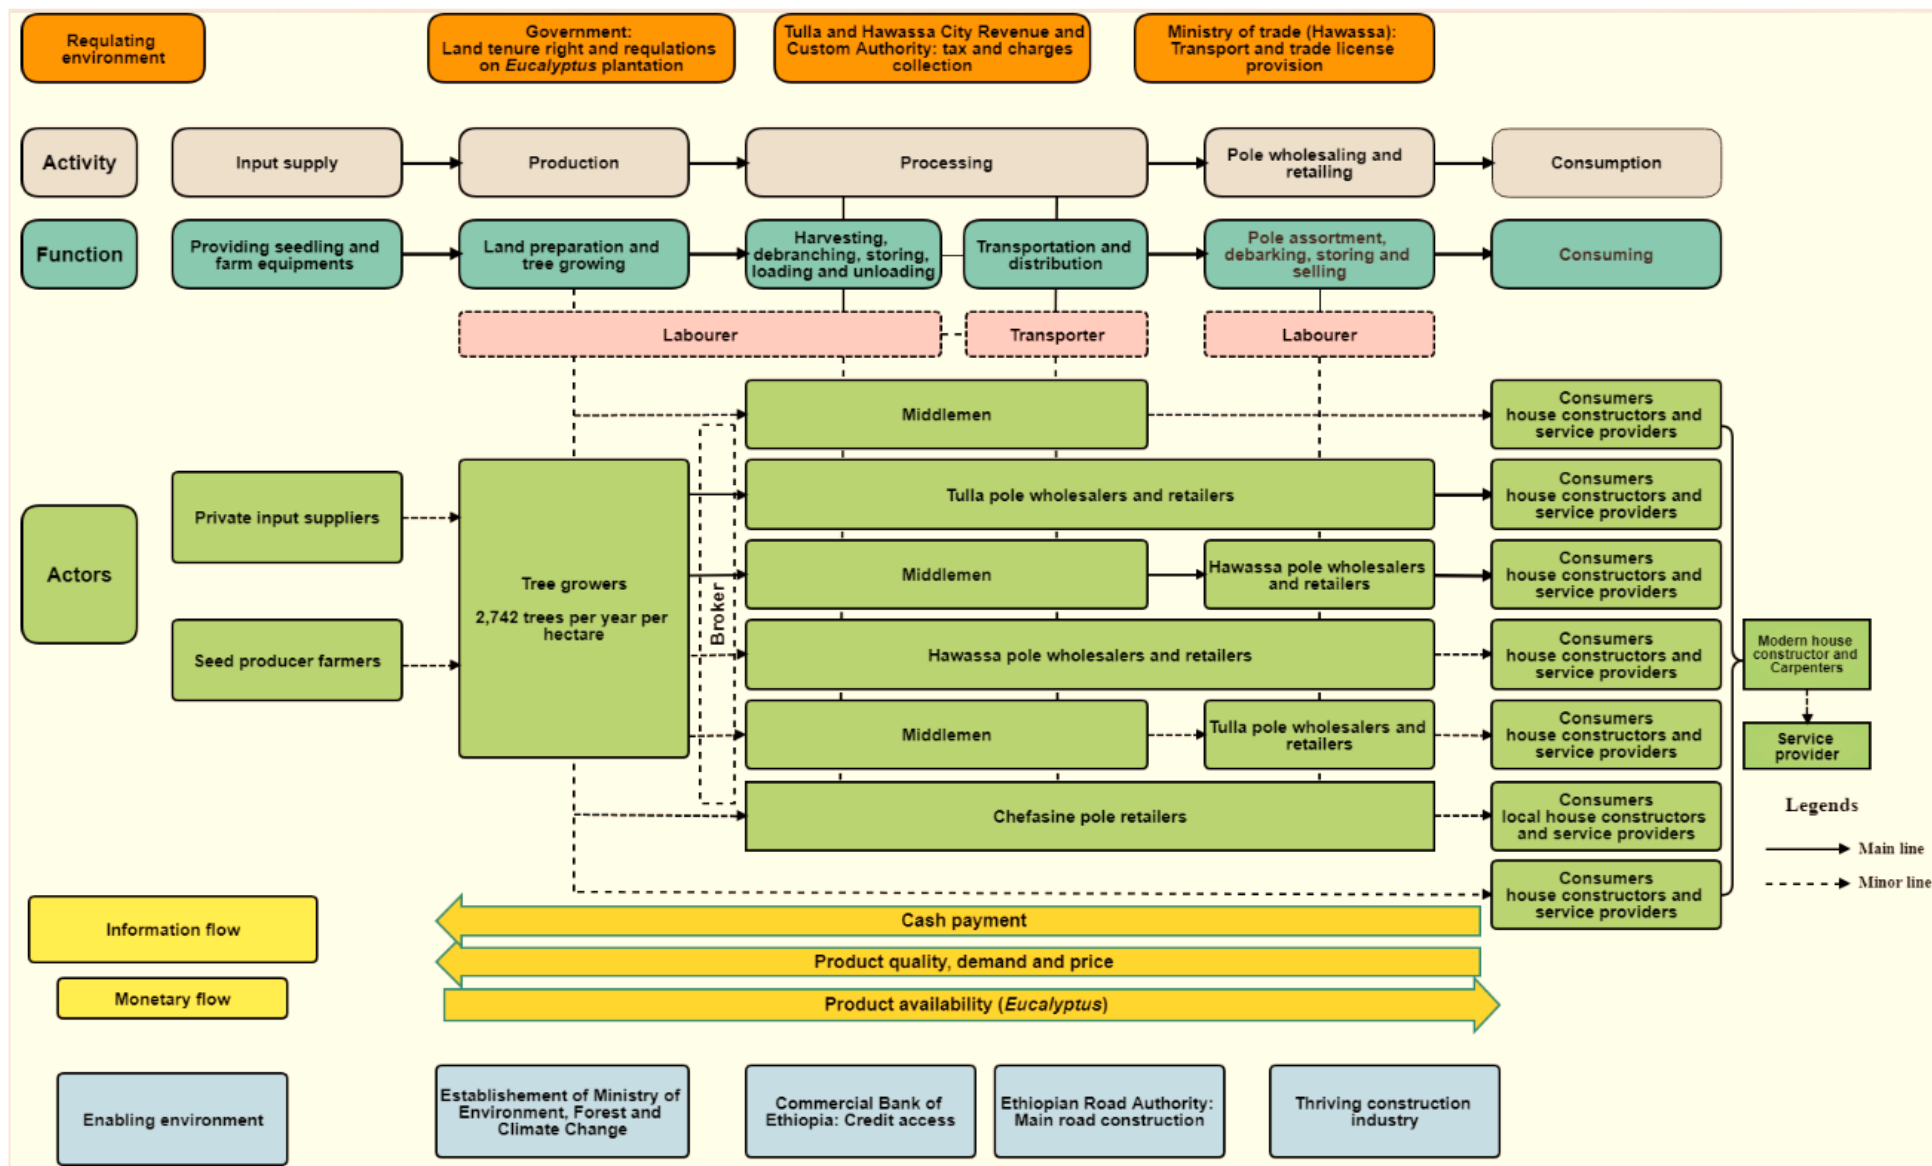 Requlating
environment
Government:
Land tenure right and requlations
on Eucalyptus plantation
Tulla and Hawassa City Revenue and
Custom Authority: tax and charges
collection
Ministry of trade (Hawassa):
Transport and trade license
provision
Activity
Input supply
Production
Processing
Pole wholesaling and
retailing
Consumption
Function
Providing seedling and
farm equipments
Land preparation and
tree growing
Harvesting,
debranching, storing,
loading and unloading
Transportation and
distribution
Pole assortment,
debarking, storing and
selling
Consuming
Labourer
Transporter
Labourer
Actors
Private input suppliers
Seed producer farmers
Tree growers
2,742 trees per year per
hectare
Broker
Middlemen
Consumers
house constructors and
service providers
Tulla pole wholesalers and retailers
Consumers
house constructors and
service providers
Middlemen
Hawassa pole wholesalers
and retailers
Consumers
house constructors and
service providers
Hawassa pole wholesalers and retailers
Consumers
house constructors and
service providers
Middlemen
Tulla pole wholesalers and
retailers
Consumers
house constructors and
service providers
Chefasine pole retailers
Consumers
local house constructors
and service providers
Consumers
house constructors and
service providers
Modern house
constructor and
Carpenters
Service
provider
Legends
Main line
Minor line
Information flow
Monetary flow
Cash payment
Product quality, demand and price
Product availability (Eucalyptus)
Enabling environment
Establishement of Ministry of
Environment, Forest and
Climate Change
Commercial Bank of
Ethiopia: Credit access
Ethiopian Road Authority:
Main road construction
Thriving construction
industry